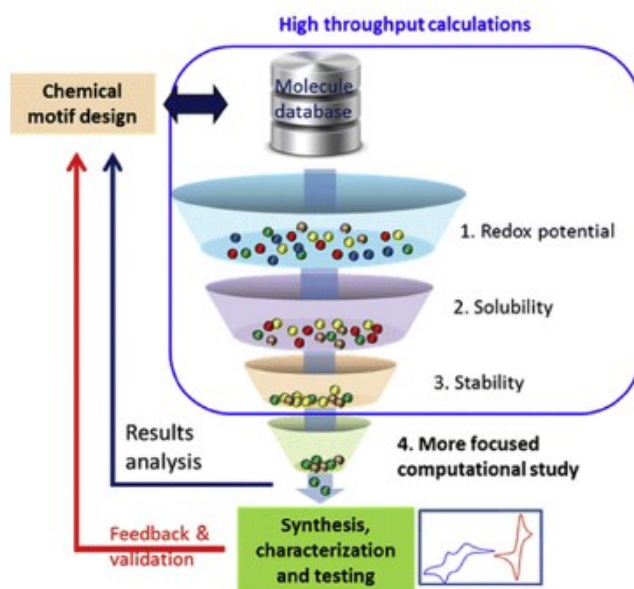 High throughput calculations
Chemical
motif design
Molecule
database
1. Redox potential
2. Solubility
3. Stability
4. More focused
computational study
Results
analysis
Feedback &
validation
Synthesis,
characterization
and testing